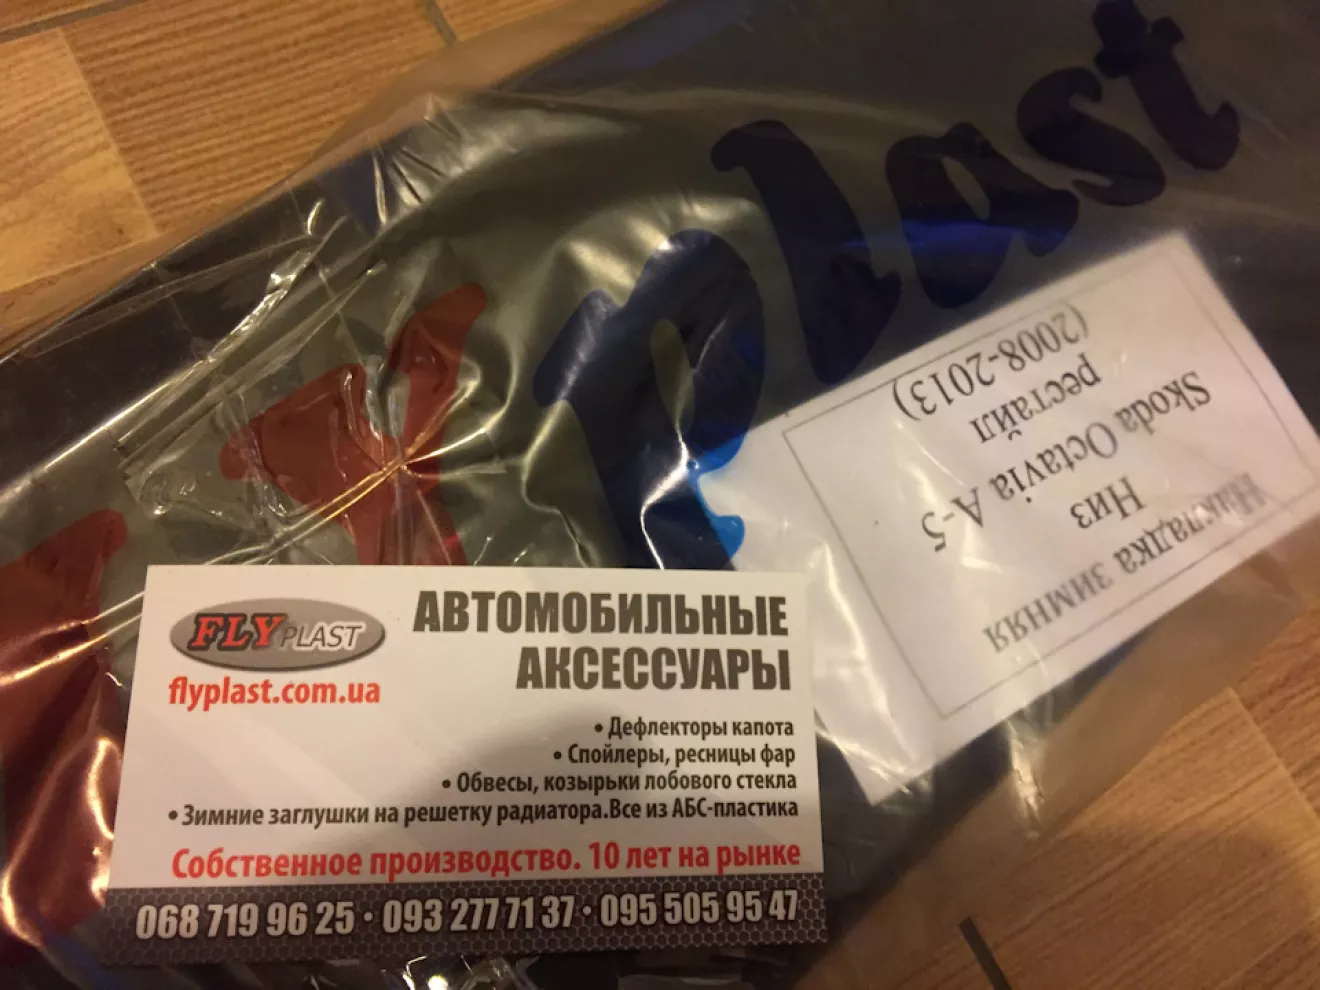 plast
Накладка зимняя
Низ
Skoda Octavia A-5
рестайл
(2008-2013)
FLY PLAST
flyplast.com.ua
АВТОМОБИЛЬНЫЕ
АКСЕССУАРЫ
• Дефлекторы капота
• Спойлеры, ресницы фар
• Обвесы, козырьки лобового стекла
• Зимние заглушки на решетку радиатора.Все из АБС-пластика
Собственное производство. 10 лет на рынке
068 719 96 25 · 093 277 71 37 · 095 505 95 47